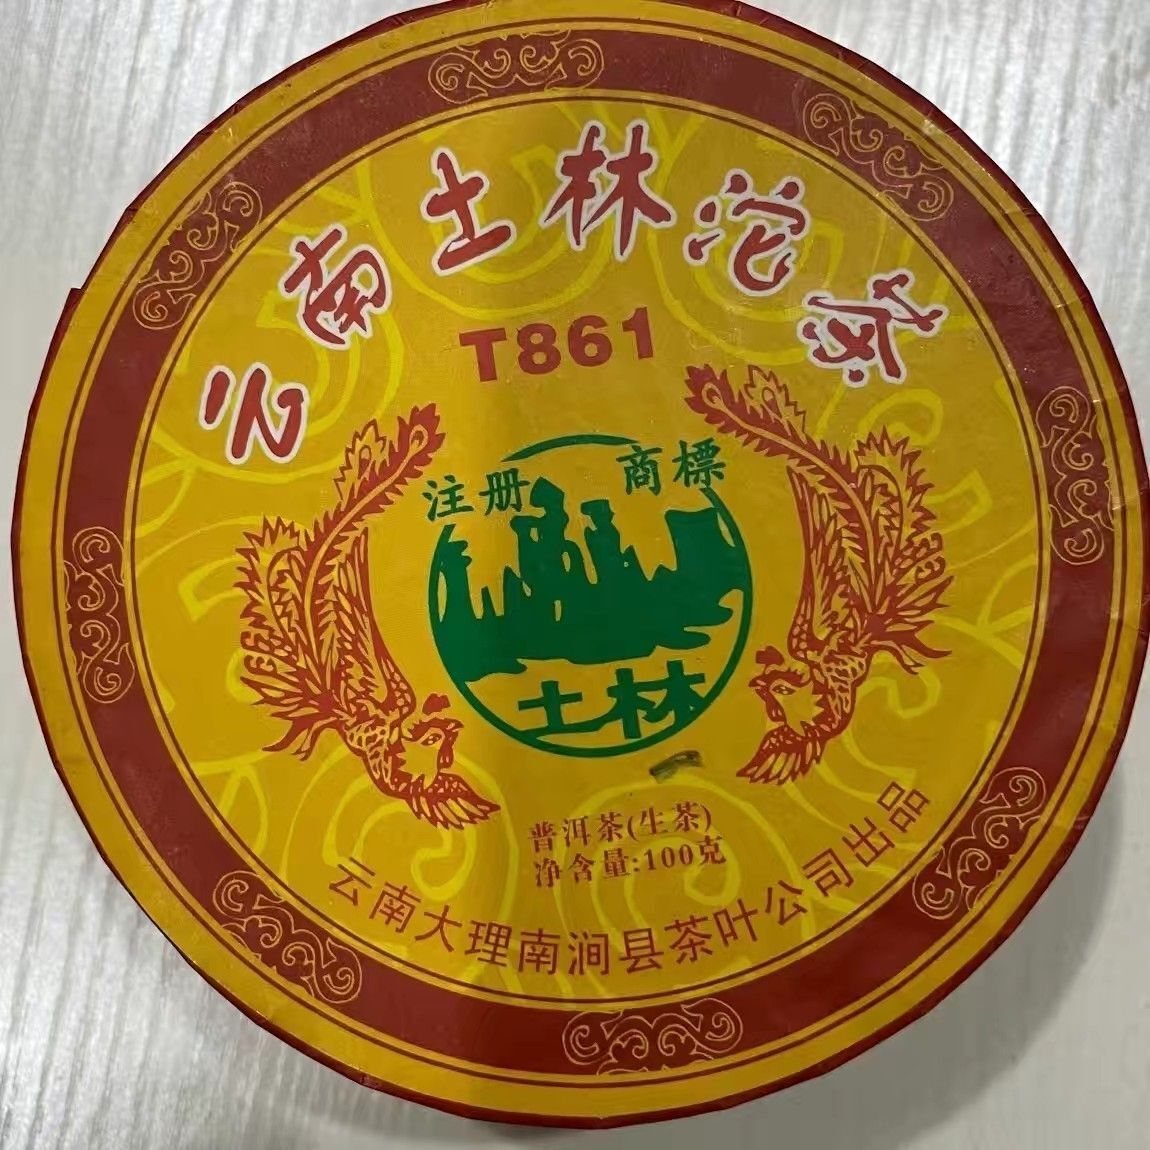 云南土林沱茶
T861
注册 商標
土林
普洱茶(生茶)
净含量:100克
云南大理南涧县茶叶公司出品